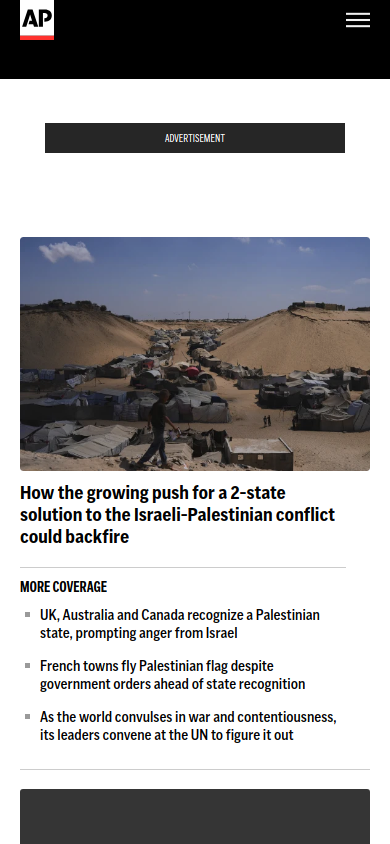 AP
ADVERTISEMENT
How the growing push for a 2-state
solution to the Israeli-Palestinian conflict
could backfire
MORE COVERAGE
UK, Australia and Canada recognize a Palestinian
state, prompting anger from Israel
French towns fly Palestinian flag despite
government orders ahead of state recognition
As the world convulses in war and contentiousness,
its leaders convene at the UN to figure it out